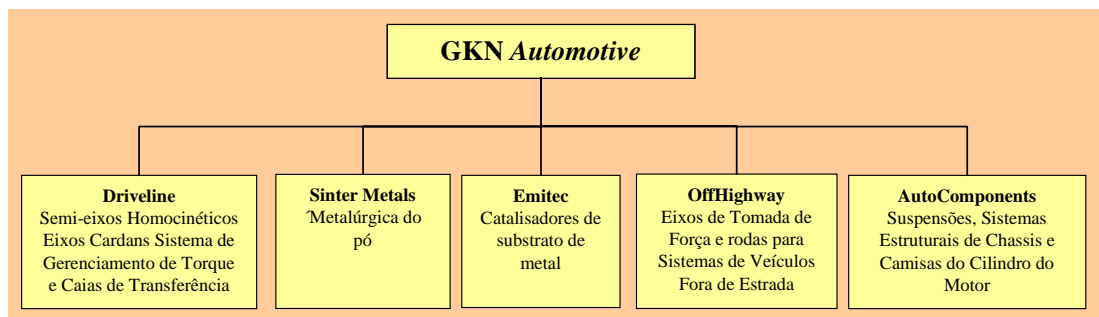 GKN Automotive
Driveline
Semi-eixos Homocinéticos
Eixos Cardans Sistema de
Gerenciamento de Torque
e Caias de Transferência
Sinter Metals
´Metalúrgica do
pó
Emitec
Catalisadores de
substrato de
metal
OffHighway
Eixos de Tomada de
Força e rodas para
Sistemas de Veículos
Fora de Estrada
AutoComponents
Suspensões, Sistemas
Estruturais de Chassis e
Camisas do Cilindro do
Motor